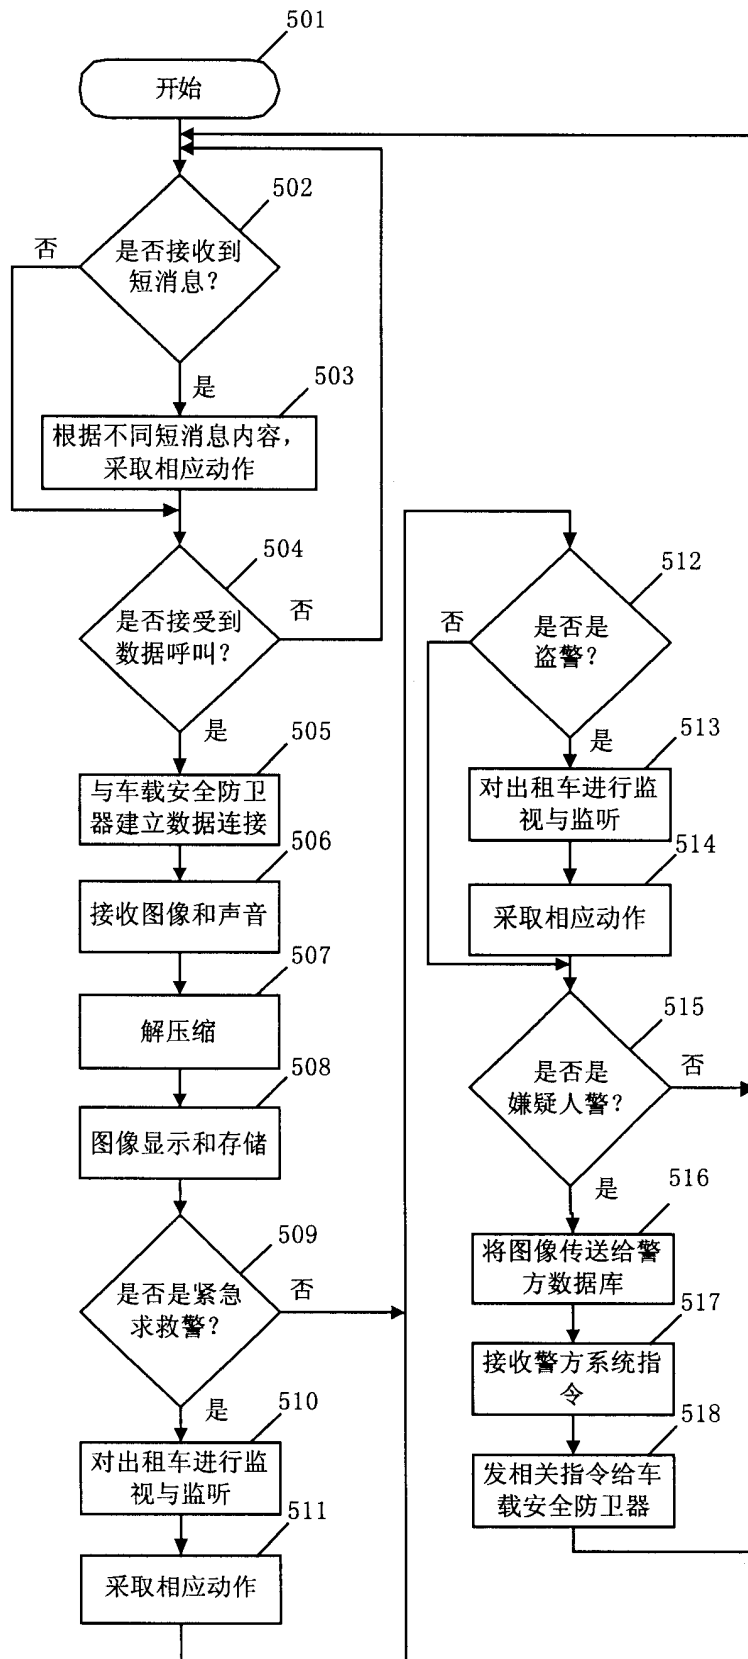 501
开始
502
是否接收到
短消息?
否
是
503
根据不同短消息内容,
采取相应动作
504
是否接受到
数据呼叫?
否
是
505
与车载安全防卫
器建立数据连接
506
接收图像和声音
507
解压缩
508
图像显示和存储
509
是否是紧急
求救警?
否
是
510
对出租车进行监
视与监听
511
采取相应动作
512
是否是
盗警?
否
是
513
对出租车进行监
视与监听
514
采取相应动作
515
是否是
嫌疑人警?
否
是
516
将图像传送给警
方数据库
517
接收警方系统指
令
518
发相关指令给车
载安全防卫器